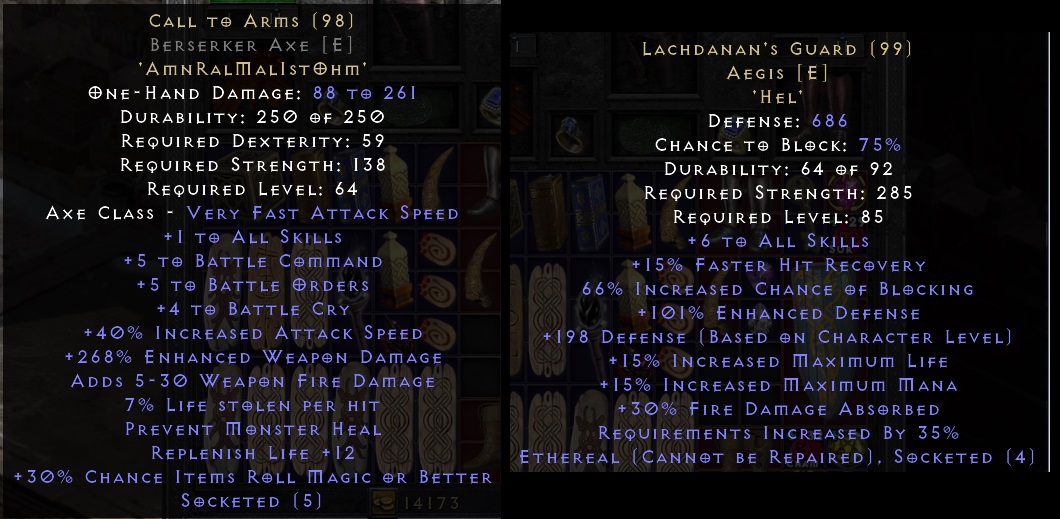 Call to Arms (98)
Berserker Axe [E]
'AmnRalMalIstOhm'
One-Hand Damage: 88 to 261
Durability: 250 of 250
Required Dexterity: 59
Required Strength: 138
Required Level: 64
Axe Class - Very Fast Attack Speed
+1 to All Skills
+5 to Battle Command
+5 to Battle Orders
+4 to Battle Cry
+40% Increased Attack Speed
+268% Enhanced Weapon Damage
Adds 5-30 Weapon Fire Damage
7% Life stolen per hit
Prevent Monster Heal
Replenish Life +12
+30% Chance Items Roll Magic or Better
Socketed (5)
14173
Lachdanan's Guard (99)
Aegis [E]
'Hel'
Defense: 686
Chance to Block: 75%
Durability: 64 of 92
Required Strength: 285
Required Level: 85
+6 to All Skills
+15% Faster Hit Recovery
66% Increased Chance of Blocking
+101% Enhanced Defense
+198 Defense (Based on Character Level)
+15% Increased Maximum Life
+15% Increased Maximum Mana
+30% Fire Damage Absorbed
Requirements Increased By 35%
Ethereal (Cannot be Repaired), Socketed (4)